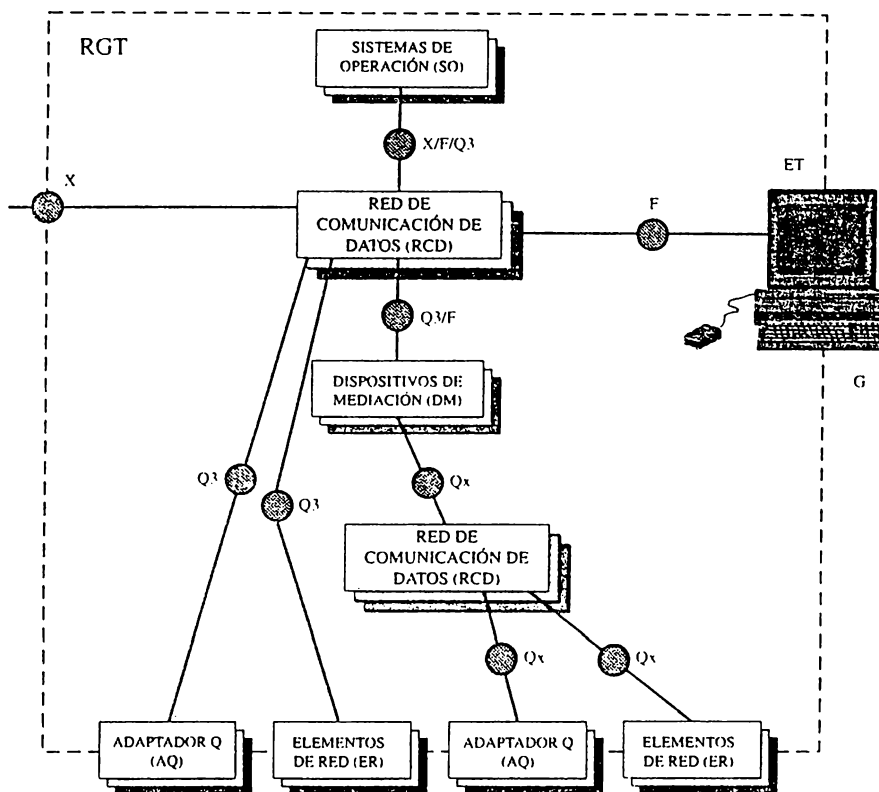 RGT
SISTEMAS DE
OPERACIÓN (SO)
X/F/Q3
X
ET
RED DE
COMUNICACIÓN DE
DATOS (RCD)
F
Q3/F
G
DISPOSITIVOS DE
MEDIACIÓN (DM)
Q3
Qx
Q3
RED DE
COMUNICACIÓN DE
DATOS (RCD)
Qx
Qx
ADAPTADOR Q
(AQ)
ELEMENTOS
DE RED (ER)
ADAPTADOR Q
(AQ)
ELEMENTOS
DE RED (ER)